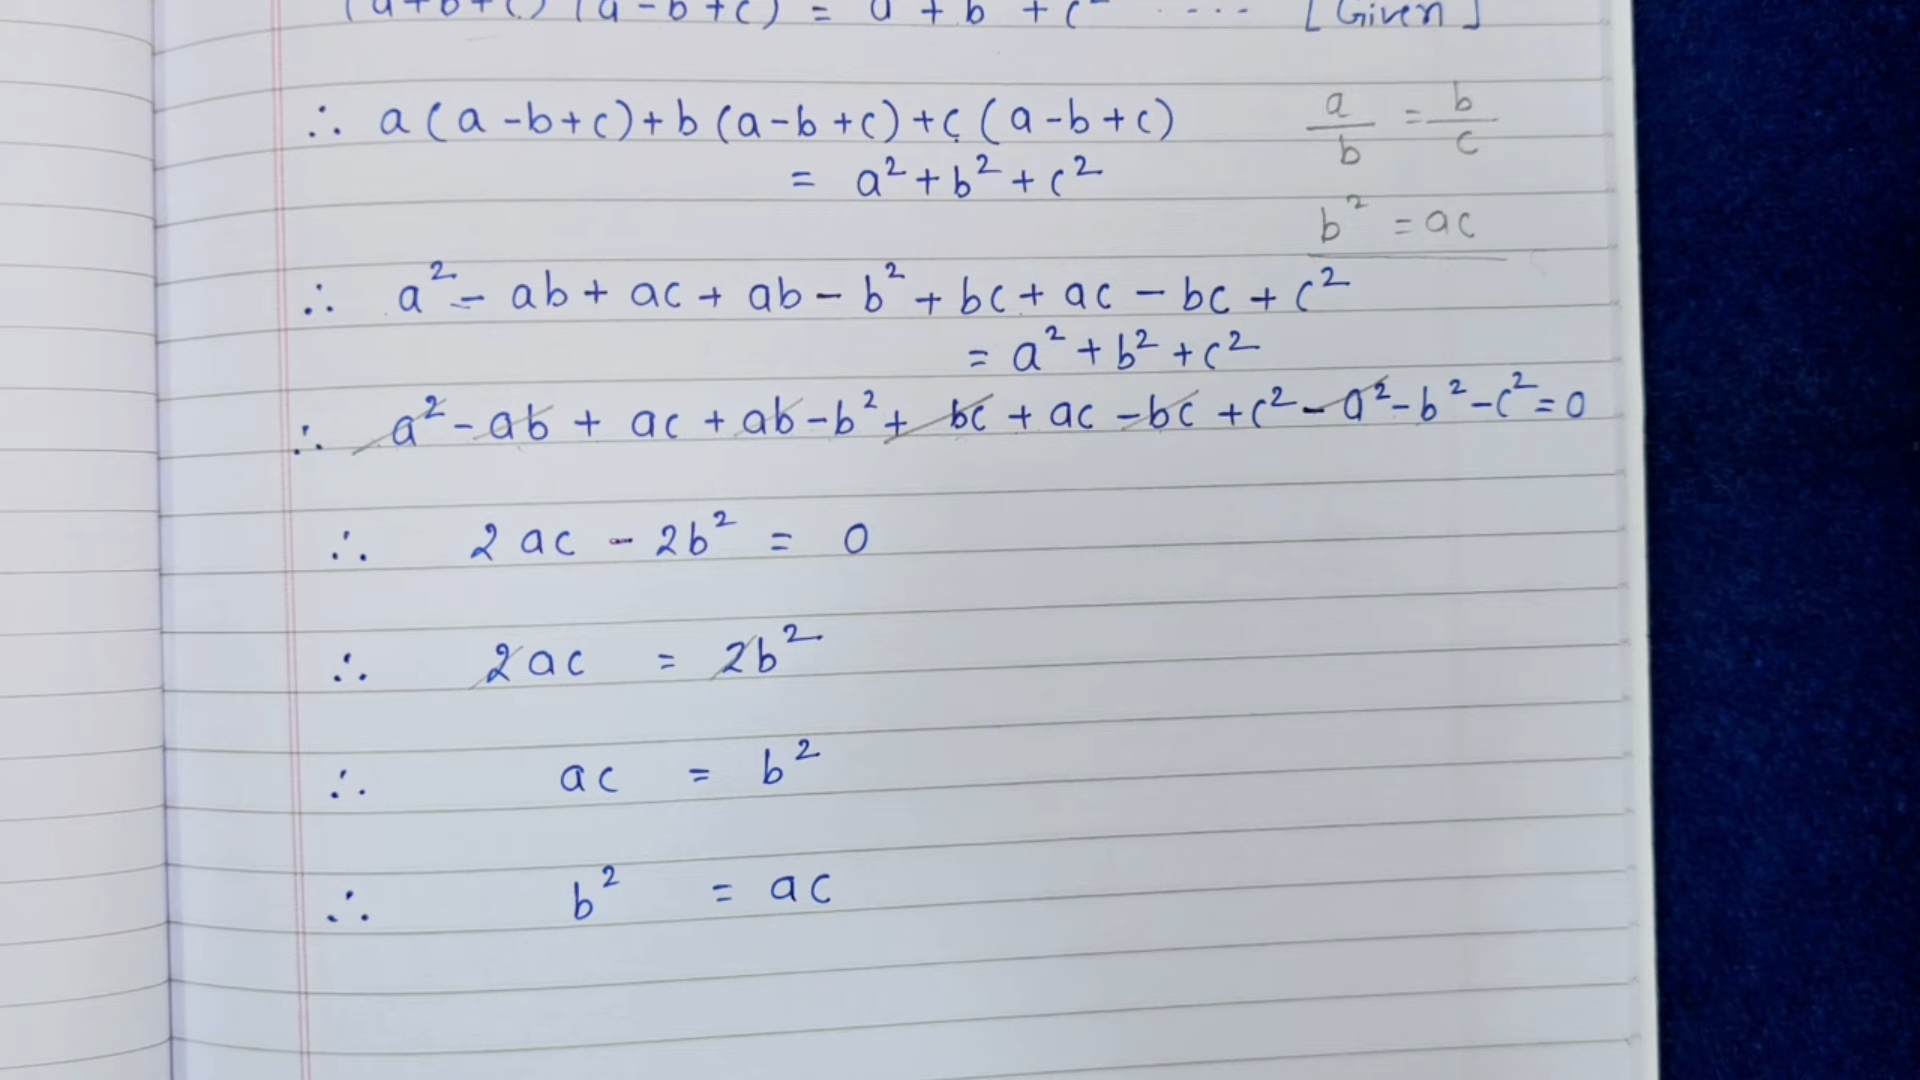 (a+b+c) (a-b+c) = a + b + c ... [Given]
∴ a(a-b+c)+b(a-b+c)+c(a-b+c)
= a²+b²+c²
a/b = b/c
b² = ac
∴ a²-ab+ac+ab-b²+bc+ac-bc+c²
= a²+b²+c²
∴ a²-ab+ac+ab-b²+bc+ac-bc+c²-a²-b²-c²=0
∴ 2ac-2b² = 0
∴ 2ac = 2b²
∴ ac = b²
∴ b² = ac